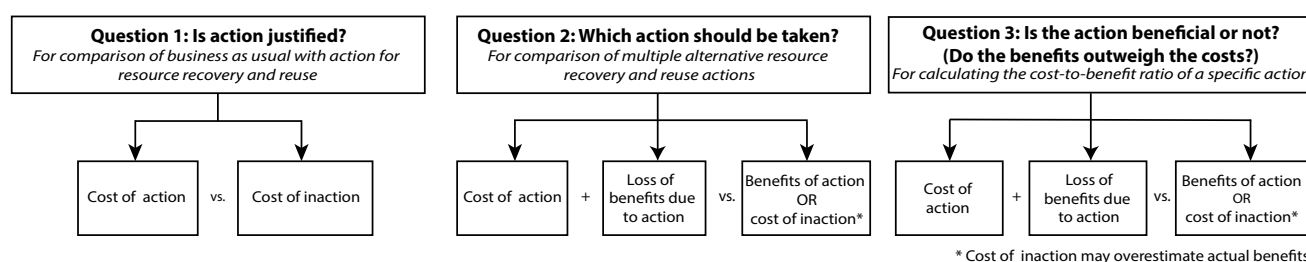 Question 1: Is action justified?
For comparison of business as usual with action for
resource recovery and reuse
Cost of action
vs.
Cost of inaction
Question 2: Which action should be taken?
For comparison of multiple alternative resource
recovery and reuse actions
Cost of action
+
Loss of
benefits due
to action
vs.
Benefits of action
OR
cost of inaction*
Question 3: Is the action beneficial or not?
(Do the benefits outweigh the costs?)
For calculating the cost-to-benefit ratio of a specific action
Cost of
action
+
Loss of
benefits due
to action
vs.
Benefits of action
OR
cost of inaction*
* Cost of inaction may overestimate actual benefits